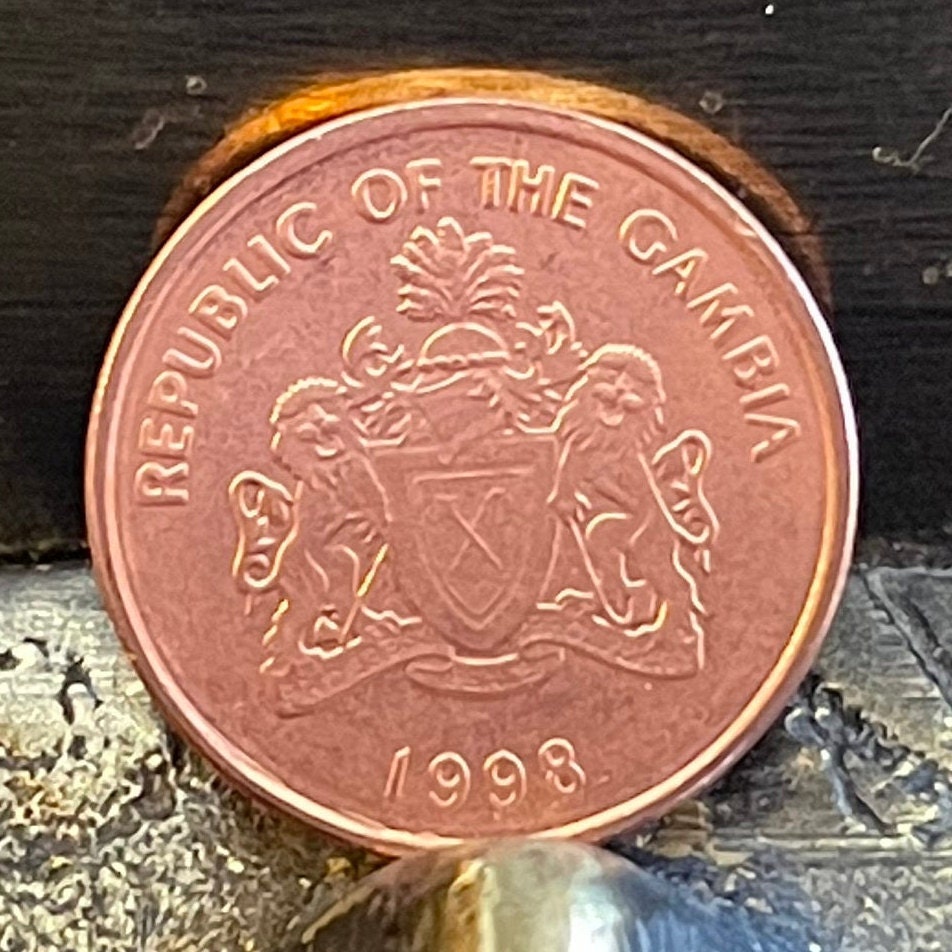 REPUBLIC OF THE GAMBIA
1998